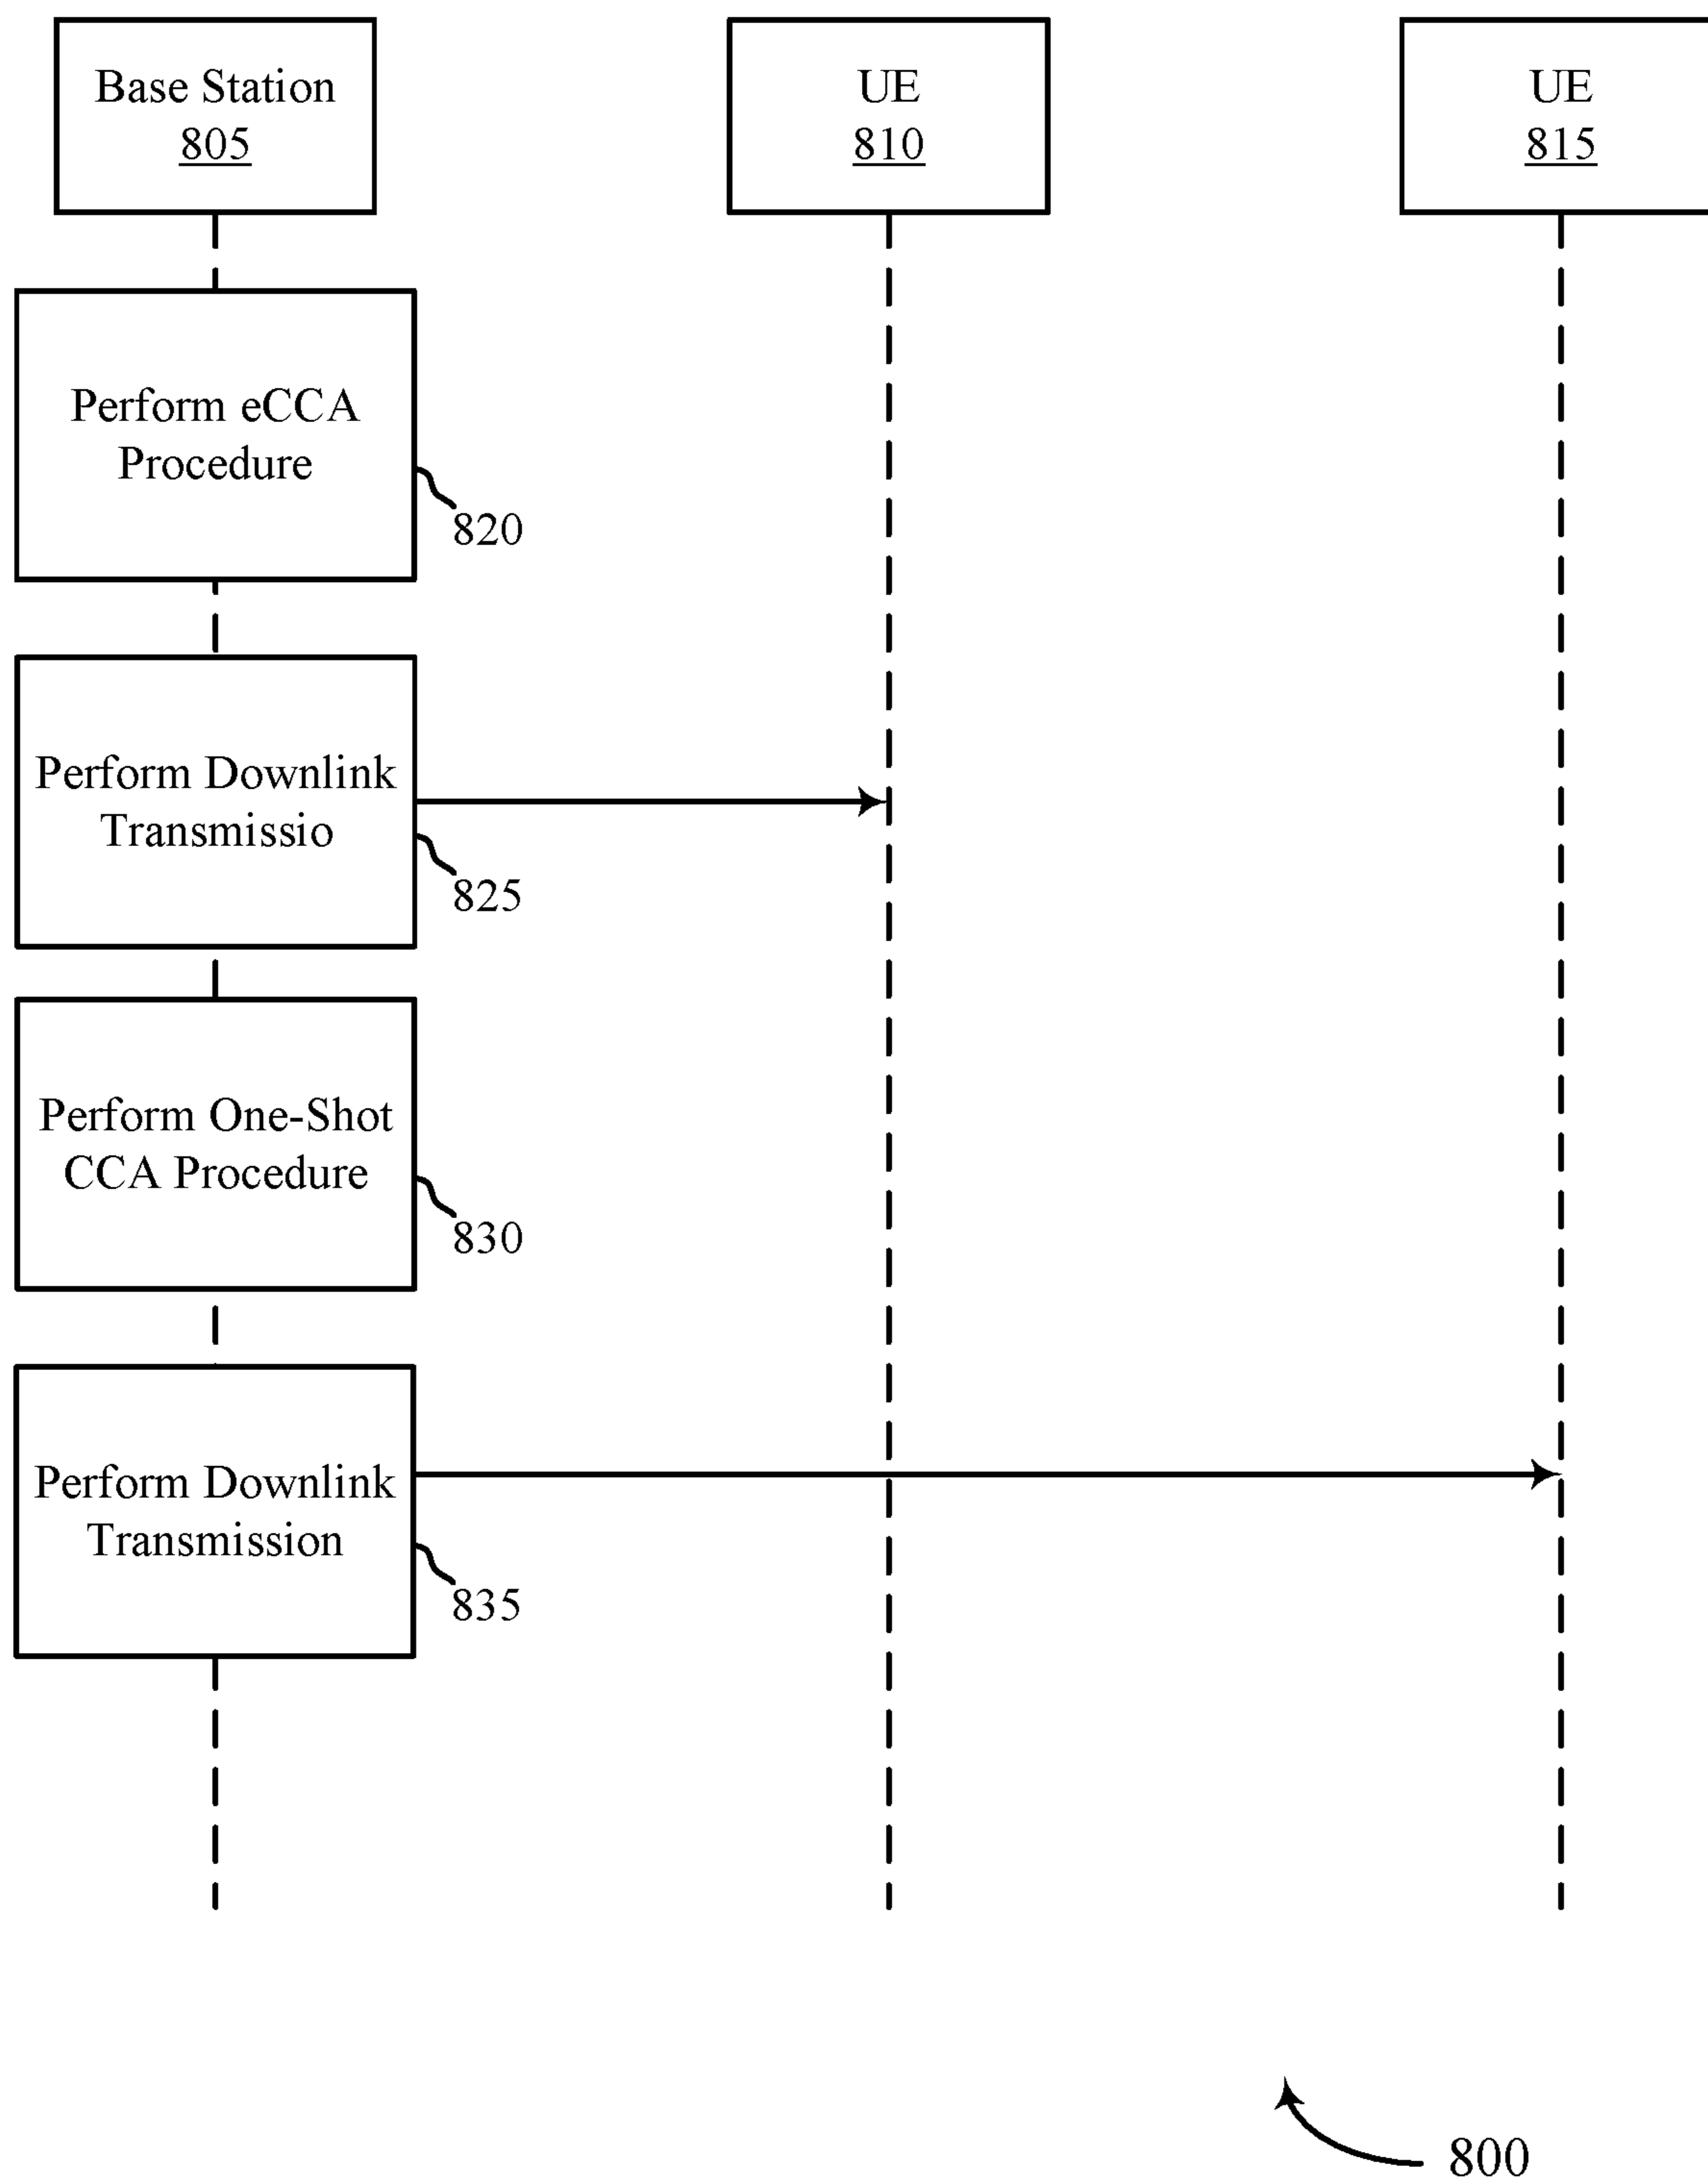 Base Station
805
UE
810
UE
815
Perform eCCA
Procedure
820
Perform Downlink
Transmissio
825
Perform One-Shot
CCA Procedure
830
Perform Downlink
Transmission
835
800